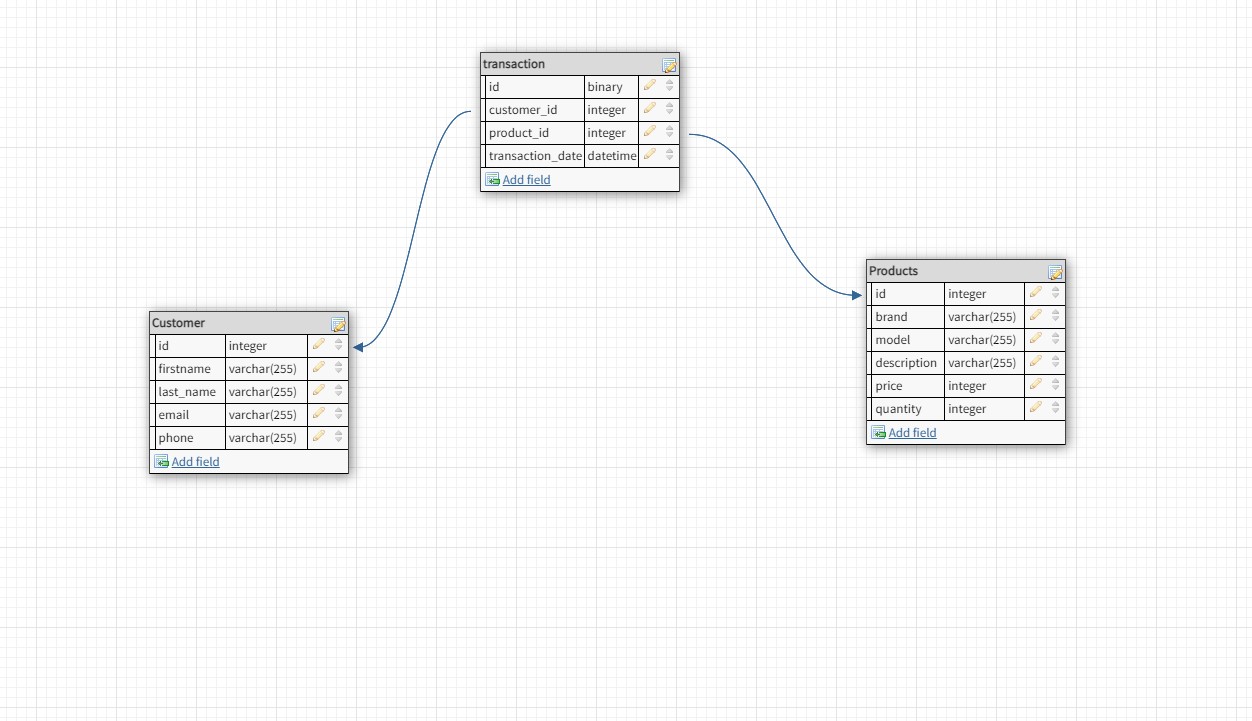 transaction
id binary
customer_id integer
product_id integer
transaction_date datetime
Add field
Customer
id integer
firstname varchar(255)
last_name varchar(255)
email varchar(255)
phone varchar(255)
Add field
Products
id integer
brand varchar(255)
model varchar(255)
description varchar(255)
price integer
quantity integer
Add field